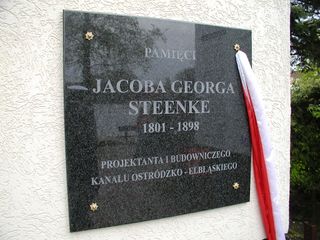 PAMIĘCI
JACOBA GEORGA
STEENKE
1801 - 1898
PROJEKTANTA I BUDOWNICZEGO
KANAŁU OSTRÓDZKO - ELBLĄSKIEGO